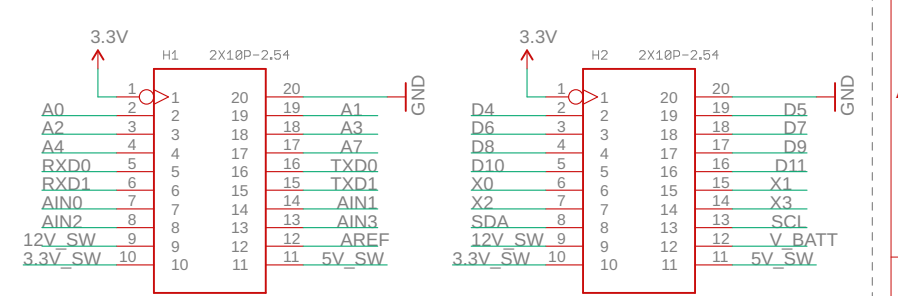 3.3V 3.3V
H1 2X10P-2.54 H2 2X10P-2.54
1 1 20 20 GND 1 1 20 20 GND
A0 2 2 19 19 A1 D4 2 2 19 19 D5
A2 3 3 18 18 A3 D6 3 3 18 18 D7
A4 4 4 17 17 A7 D8 4 4 17 17 D9
RXD0 5 5 16 16 TXD0 D10 5 5 16 16 D11
RXD1 6 6 15 15 TXD1 X0 6 6 15 15 X1
AIN0 7 7 14 14 AIN1 X2 7 7 14 14 X3
AIN2 8 8 13 13 AIN3 SDA 8 8 13 13 SCL
12V_SW 9 9 12 12 AREF 12V_SW 9 9 12 12 V_BATT
3.3V_SW 10 10 11 11 5V_SW 3.3V_SW 10 10 11 11 5V_SW